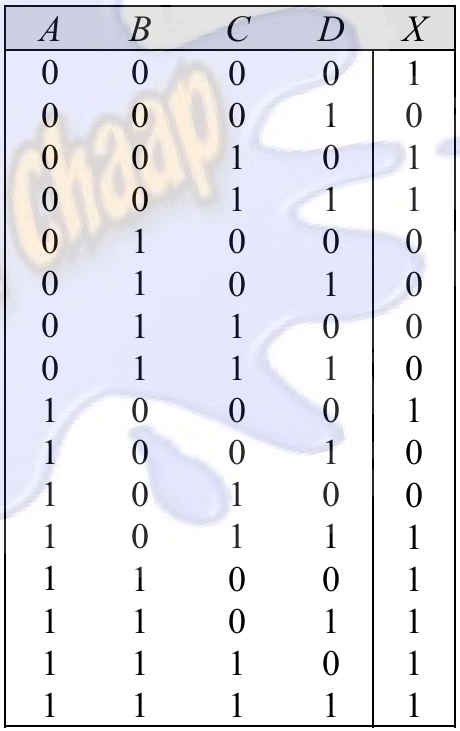 A B C D X
0 0 0 0 1
0 0 0 1 0
0 0 1 0 1
0 0 1 1 1
0 1 0 0 0
0 1 0 1 0
0 1 1 0 0
0 1 1 1 0
1 0 0 0 1
1 0 0 1 0
1 0 1 0 0
1 0 1 1 1
1 1 0 0 1
1 1 0 1 1
1 1 1 0 1
1 1 1 1 1
Chaap